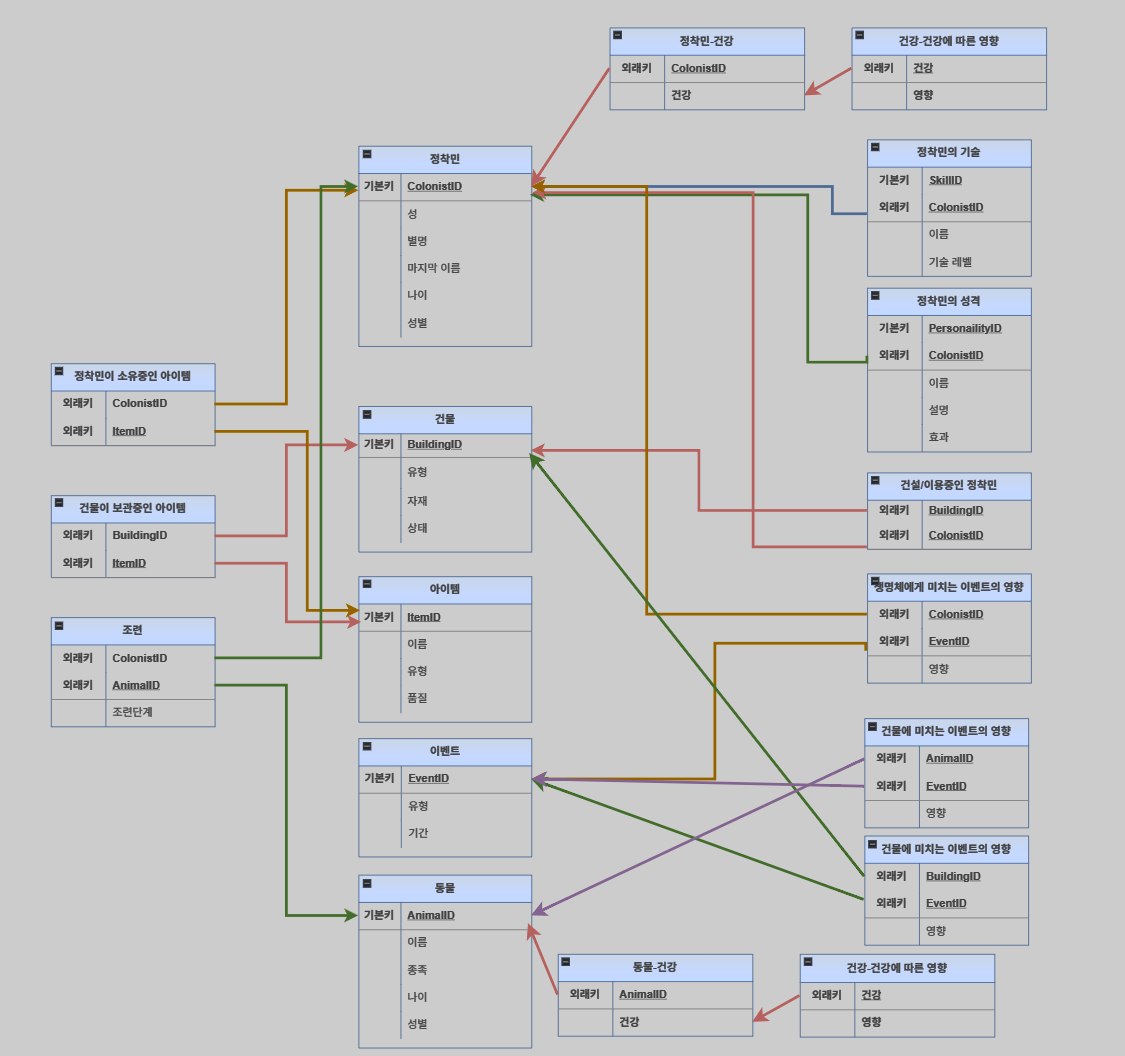 정착민-건강
외래키 ColonistID
건강
건강-건강에 따른 영향
외래키 건강
영향
정착민
기본키 ColonistID
성
별명
마지막 이름
나이
성별
정착민의 기술
기본키 SkillID
외래키 ColonistID
이름
기술 레벨
정착민의 성격
기본키 PersonailityID
외래키 ColonistID
이름
설명
효과
정착민이 소유중인 아이템
외래키 ColonistID
외래키 ItemID
건물
기본키 BuildingID
유형
자재
상태
건설/이용중인 정착민
외래키 BuildingID
외래키 ColonistID
건물이 보관중인 아이템
외래키 BuildingID
외래키 ItemID
아이템
기본키 ItemID
이름
유형
품질
생명체에게 미치는 이벤트의 영향
외래키 ColonistID
외래키 EventID
영향
조련
외래키 ColonistID
외래키 AnimalID
조련단계
이벤트
기본키 EventID
유형
기간
건물에 미치는 이벤트의 영향
외래키 AnimalID
외래키 EventID
영향
건물에 미치는 이벤트의 영향
외래키 BuildingID
외래키 EventID
영향
동물
기본키 AnimalID
이름
종족
나이
성별
동물-건강
외래키 AnimalID
건강
건강-건강에 따른 영향
외래키 건강
영향